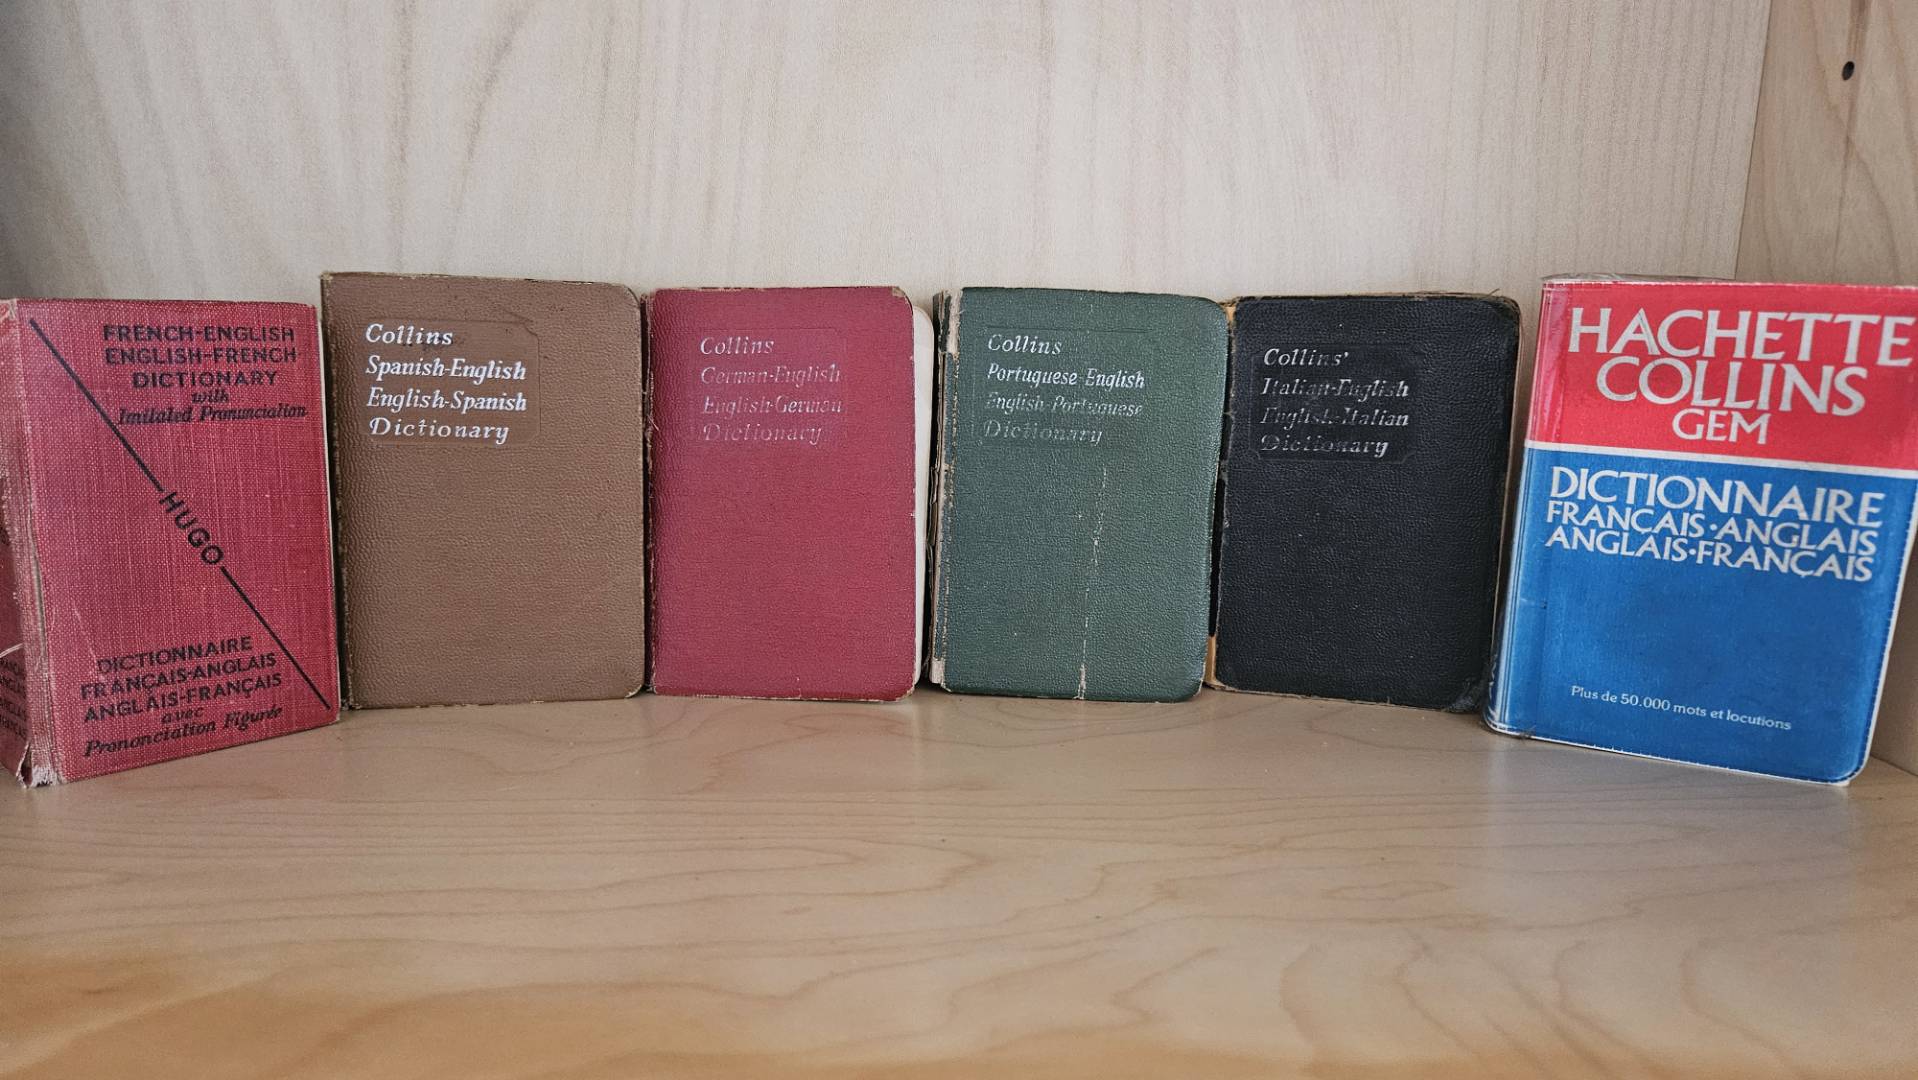 FRENCH-ENGLISH
ENGLISH-FRENCH
DICTIONARY
with
Imitated Pronunciation
HUGO
DICTIONNAIRE
FRANÇAIS-ANGLAIS
ANGLAIS-FRANÇAIS
avec
Prononciation Figurée
Collins
Spanish-English
English-Spanish
Dictionary
Collins
German-English
English-German
Dictionary
Collins
Portuguese-English
English-Portuguese
Dictionary
Collins'
Italian-English
English-Italian
Dictionary
HACHETTE
COLLINS
GEM
DICTIONNAIRE
FRANÇAIS·ANGLAIS
ANGLAIS·FRANÇAIS
Plus de 50.000 mots et locutions